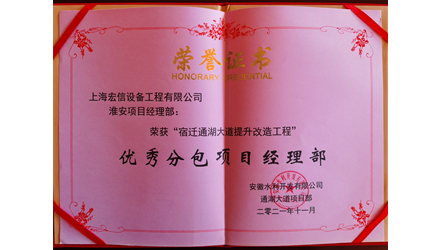 荣誉证书
HONORARY CREDENTIAL
上海宏信设备工程有限公司
淮安项目经理部：
荣获“宿迁通湖大道提升改造工程”
优秀分包项目经理部
安徽水利开发有限公司
通湖大道项目部
二零二一年十一月